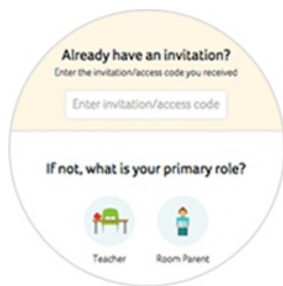 Already have an invitation?
Enter the invitation/access code you received
Enter invitation/access code
If not, what is your primary role?
Teacher Room Parent